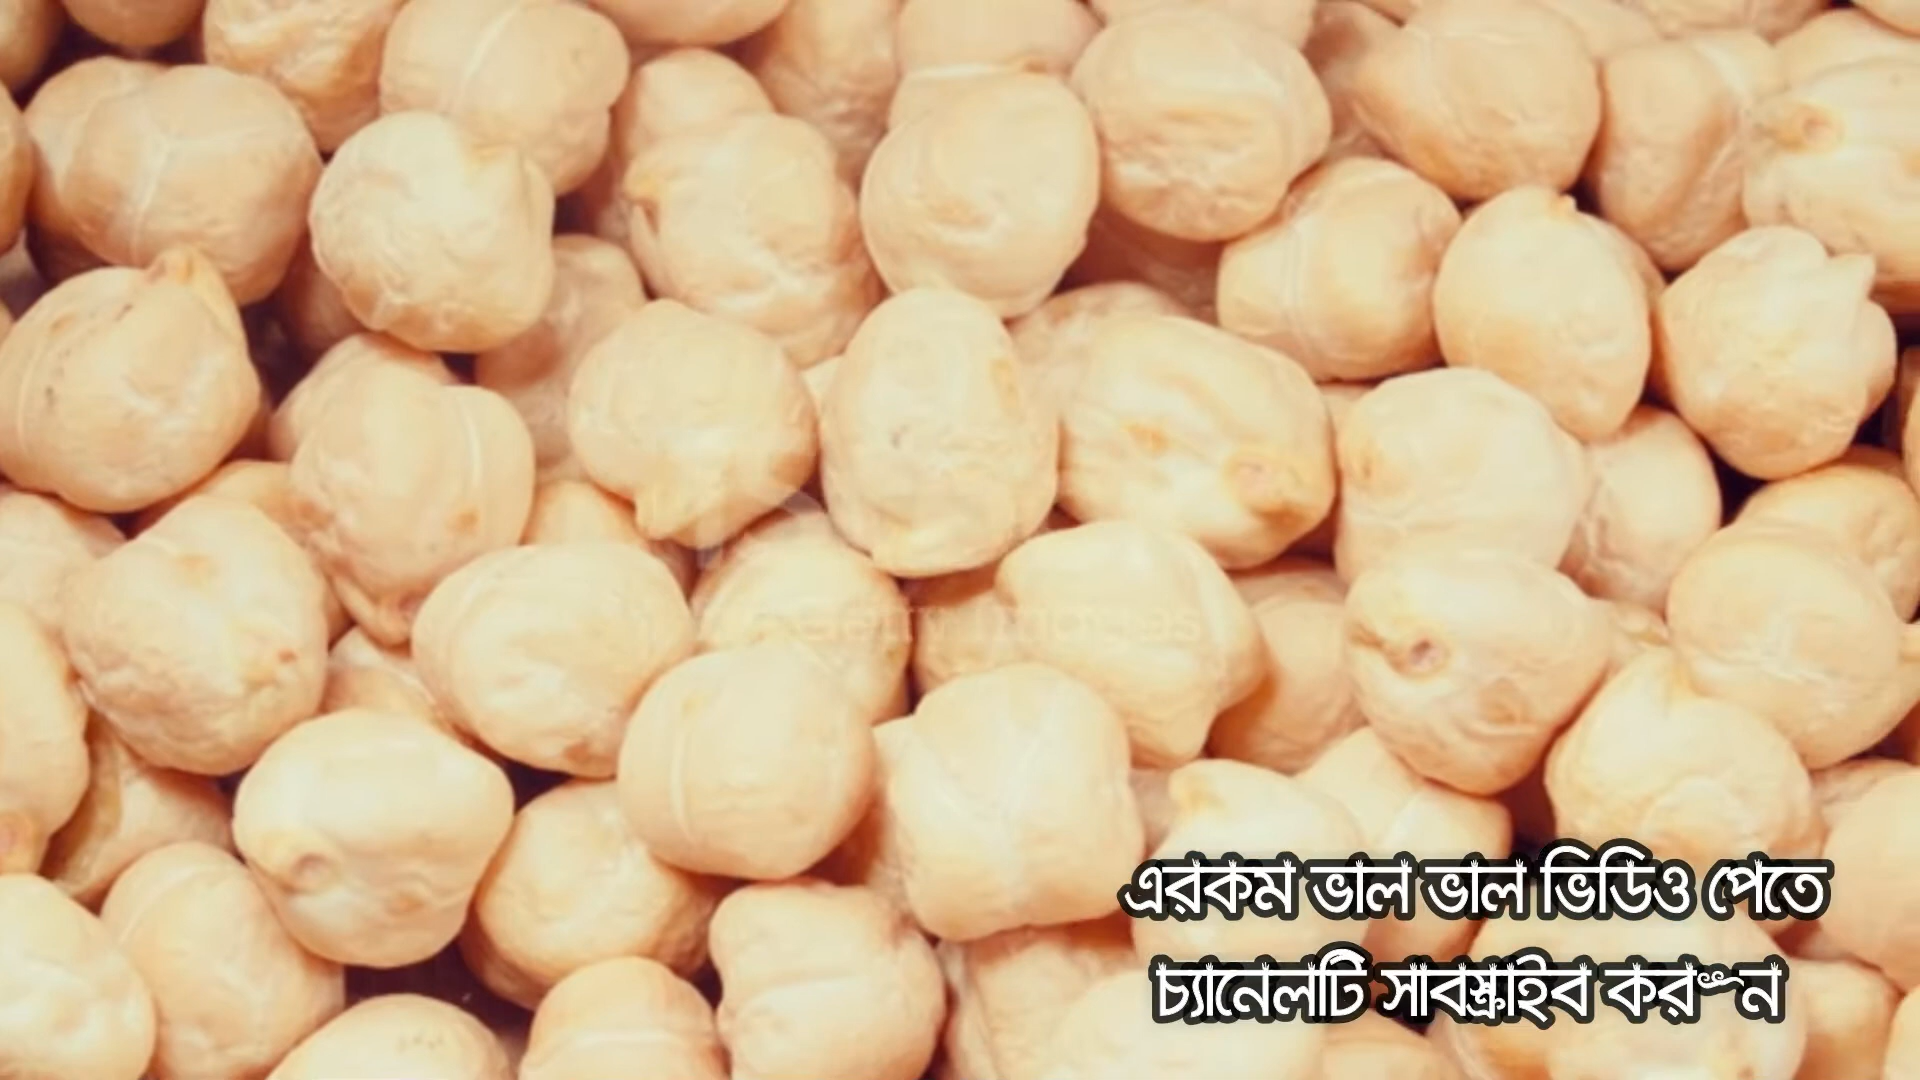 এরকম ভাল ভাল ভিডিও পেতে
চ্যানেলটি সাবস্ক্রাইব করুন